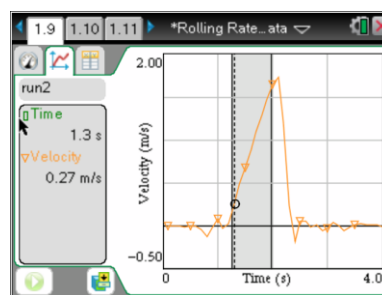 1.9 1.10 1.11 *Rolling Rate...ata
run2
Time
1.3 s
Velocity
0.27 m/s
2.00
Velocity (m/s)
-0.50
0 Time (s) 4.0